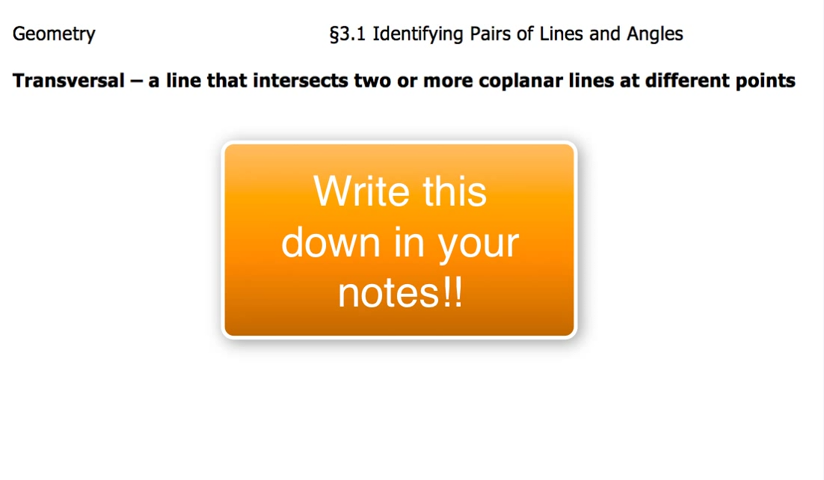 Geometry §3.1 Identifying Pairs of Lines and Angles
Transversal – a line that intersects two or more coplanar lines at different points
Write this
down in your
notes!!